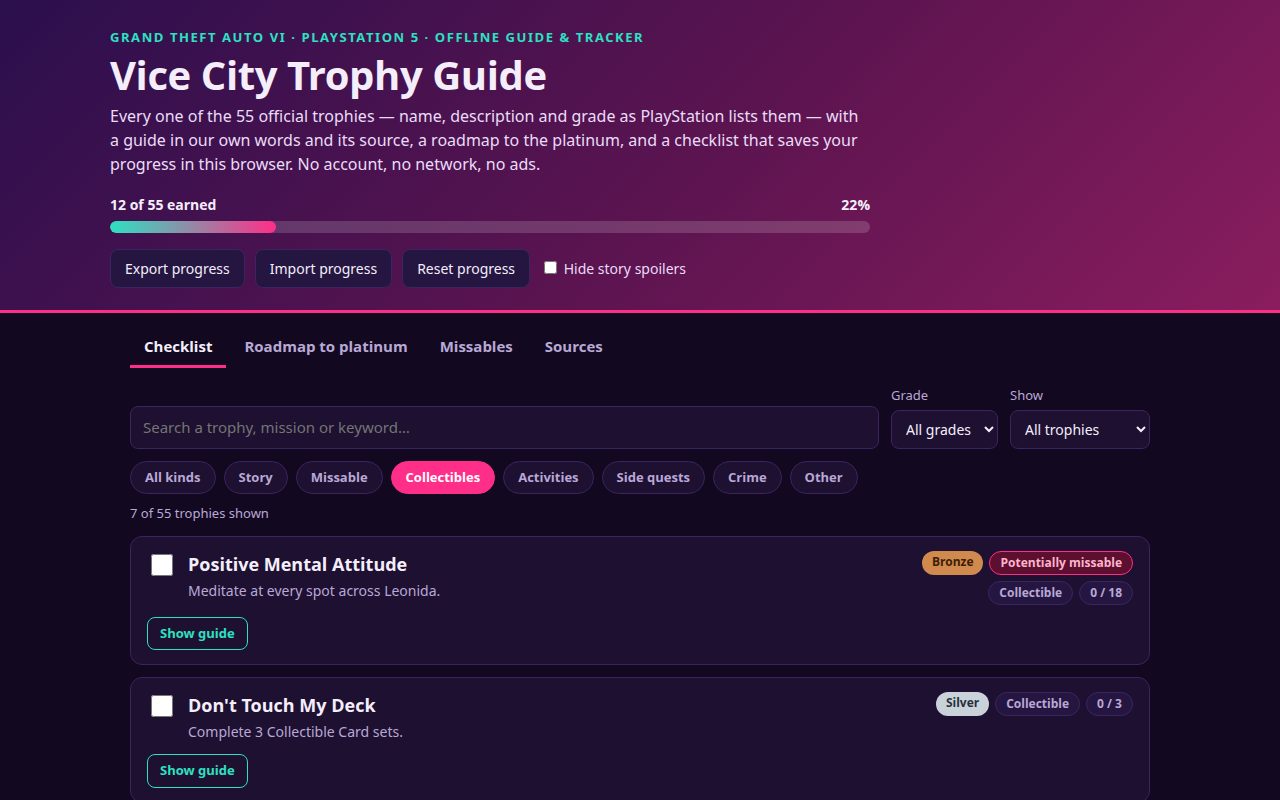 GRAND THEFT AUTO VI · PLAYSTATION 5 · OFFLINE GUIDE & TRACKER
Vice City Trophy Guide
Every one of the 55 official trophies — name, description and grade as PlayStation lists them — with
a guide in our own words and its source, a roadmap to the platinum, and a checklist that saves your
progress in this browser. No account, no network, no ads.
12 of 55 earned 22%
Export progress Import progress Reset progress Hide story spoilers
Checklist Roadmap to platinum Missables Sources
Grade Show
Search a trophy, mission or keyword... All grades All trophies
All kinds Story Missable Collectibles Activities Side quests Crime Other
7 of 55 trophies shown
Positive Mental Attitude Bronze Potentially missable
Meditate at every spot across Leonida. Collectible 0 / 18
Show guide
Don't Touch My Deck Silver Collectible 0 / 3
Complete 3 Collectible Card sets.
Show guide